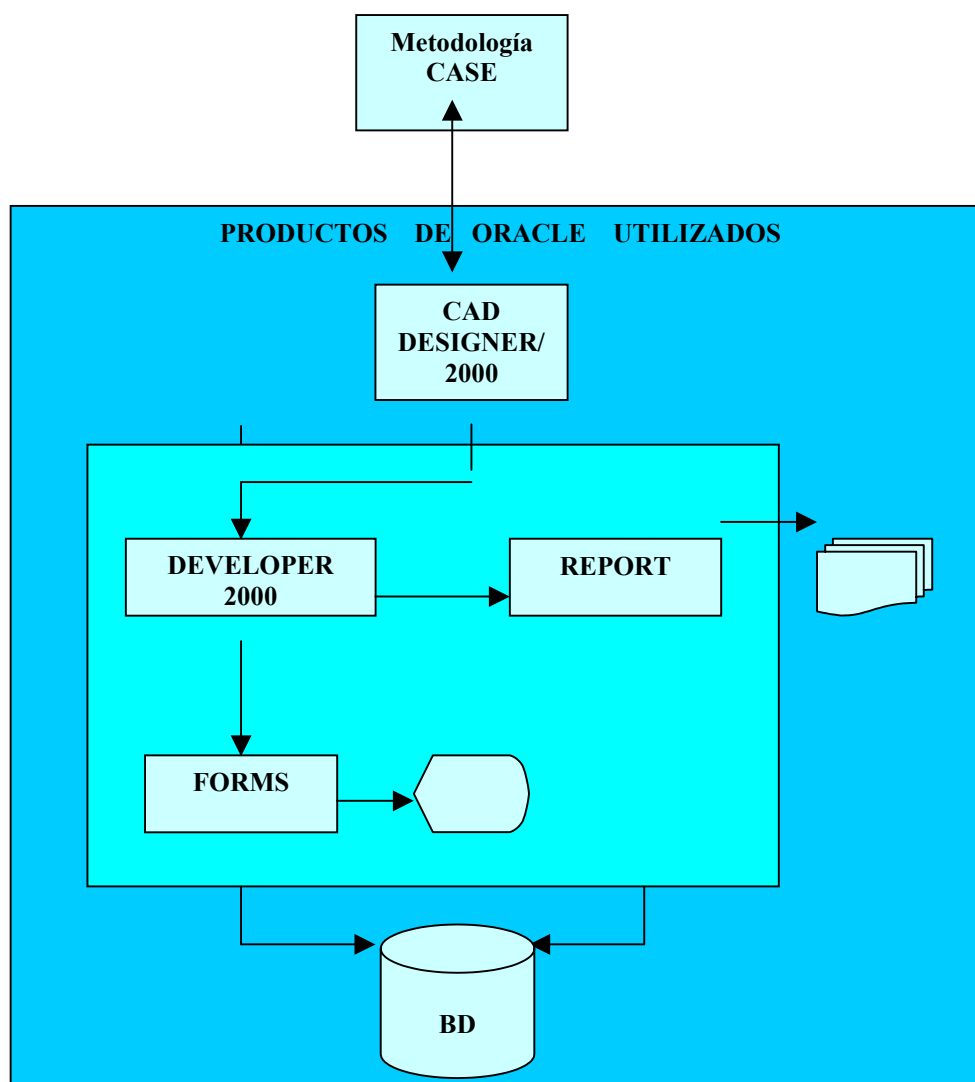 Metodología
CASE
PRODUCTOS DE ORACLE UTILIZADOS
CAD
DESIGNER/
2000
DEVELOPER
2000
REPORT
FORMS
BD